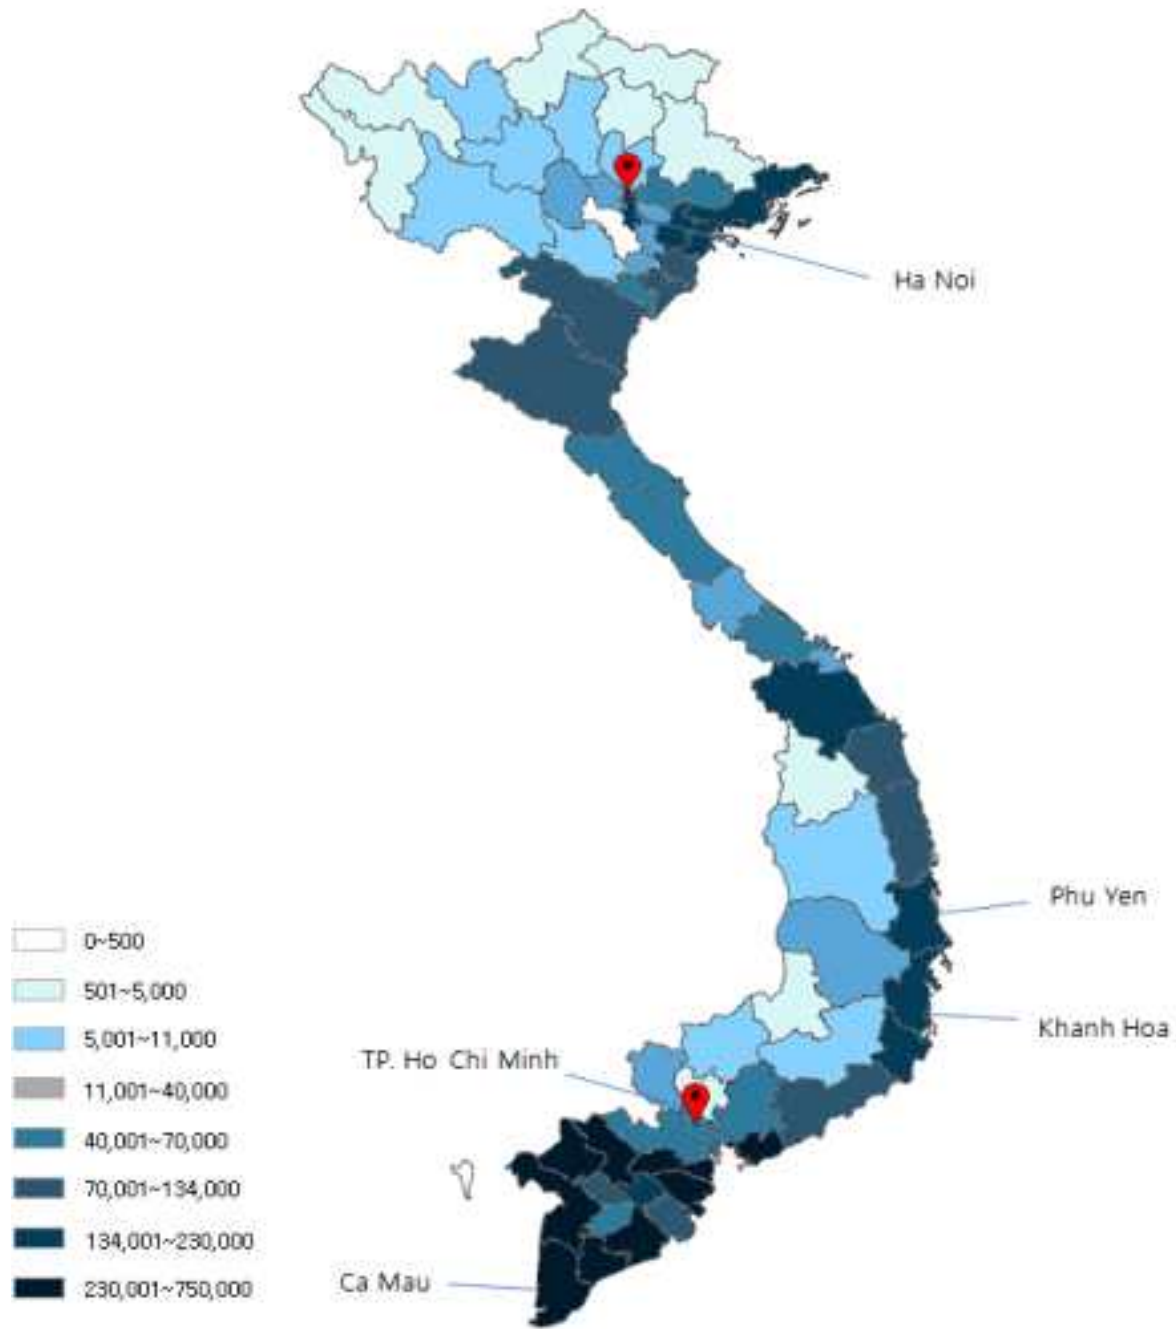 Ha Noi
Phu Yen
Khanh Hoa
TP. Ho Chi Minh
Ca Mau
0~500
501~5,000
5,001~11,000
11,001~40,000
40,001~70,000
70,001~134,000
134,001~230,000
230,001~750,000